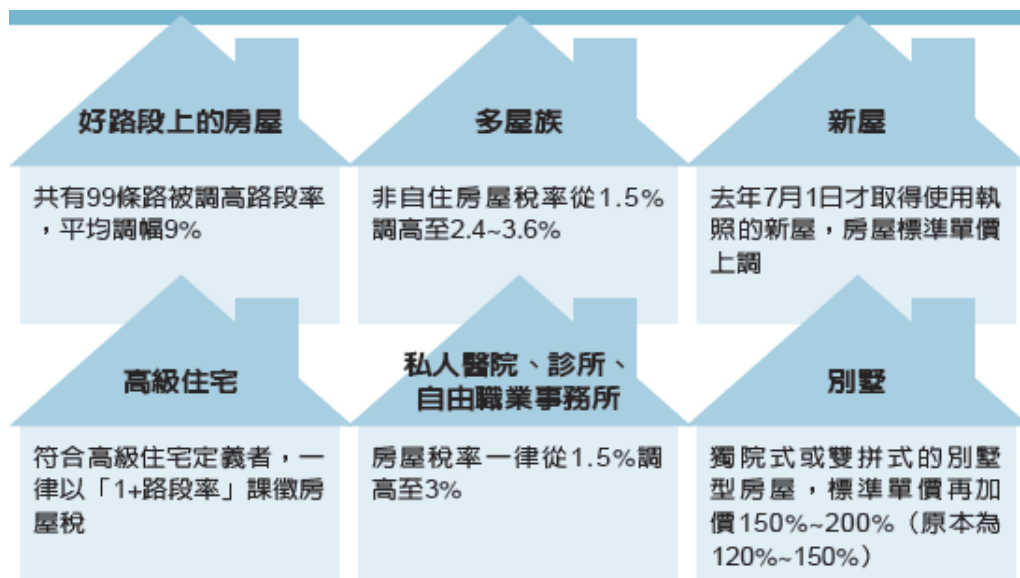 好路段上的房屋
共有99條路被調高路段率
，平均調幅9%
多屋族
非自住房屋稅率從1.5%
調高至2.4~3.6%
新屋
去年7月1日才取得使用執
照的新屋，房屋標準單價
上調
高級住宅
符合高級住宅定義者，一
律以「1+路段率」課徵房
屋稅
私人醫院、診所、
自由職業事務所
房屋稅率一律從1.5%調
高至3%
別墅
獨院式或雙拼式的別墅
型房屋，標準單價再加
價150%~200%（原本為
120%~150%）